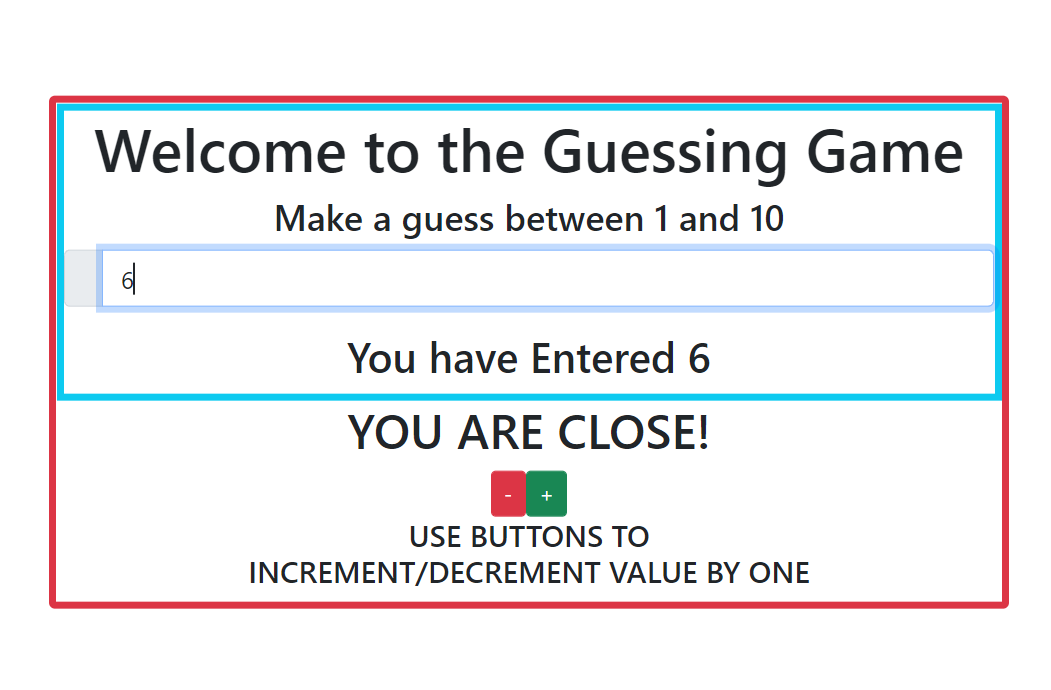 Welcome to the Guessing Game
Make a guess between 1 and 10
6
You have Entered 6
YOU ARE CLOSE!
- +
USE BUTTONS TO
INCREMENT/DECREMENT VALUE BY ONE